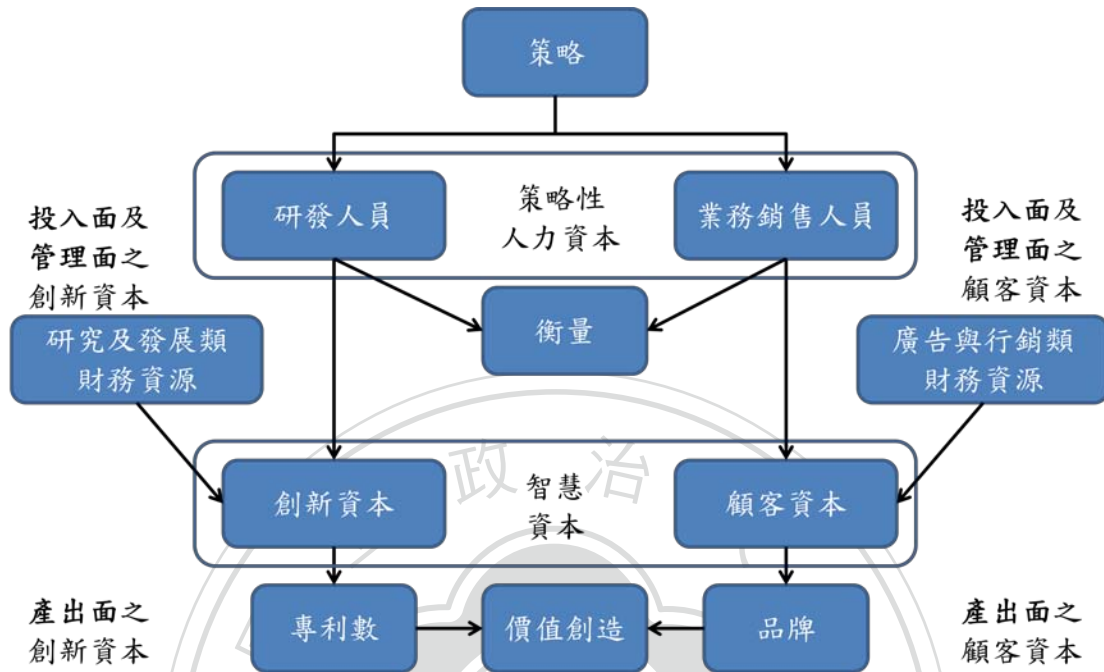 策略
研發人員
策略性
人力資本
業務銷售人員
投入面及
管理面之
創新資本
投入面及
管理面之
顧客資本
衡量
研究及發展類
財務資源
廣告與行銷類
財務資源
政治
創新資本
智慧
資本
顧客資本
產出面之
創新資本
專利數
價值創造
品牌
產出面之
顧客資本